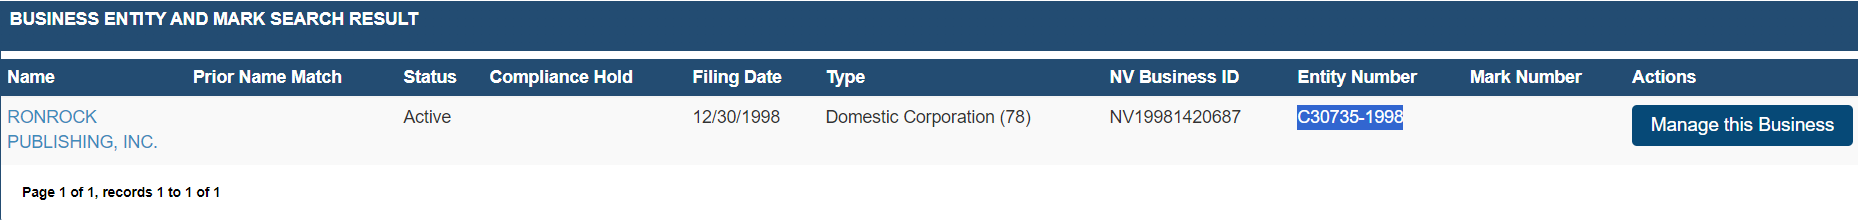 BUSINESS ENTITY AND MARK SEARCH RESULT
Name Prior Name Match Status Compliance Hold Filing Date Type NV Business ID Entity Number Mark Number Actions
RONROCK Active 12/30/1998 Domestic Corporation (78) NV19981420687 C30735-1998 Manage this Business
PUBLISHING, INC.
Page 1 of 1, records 1 to 1 of 1